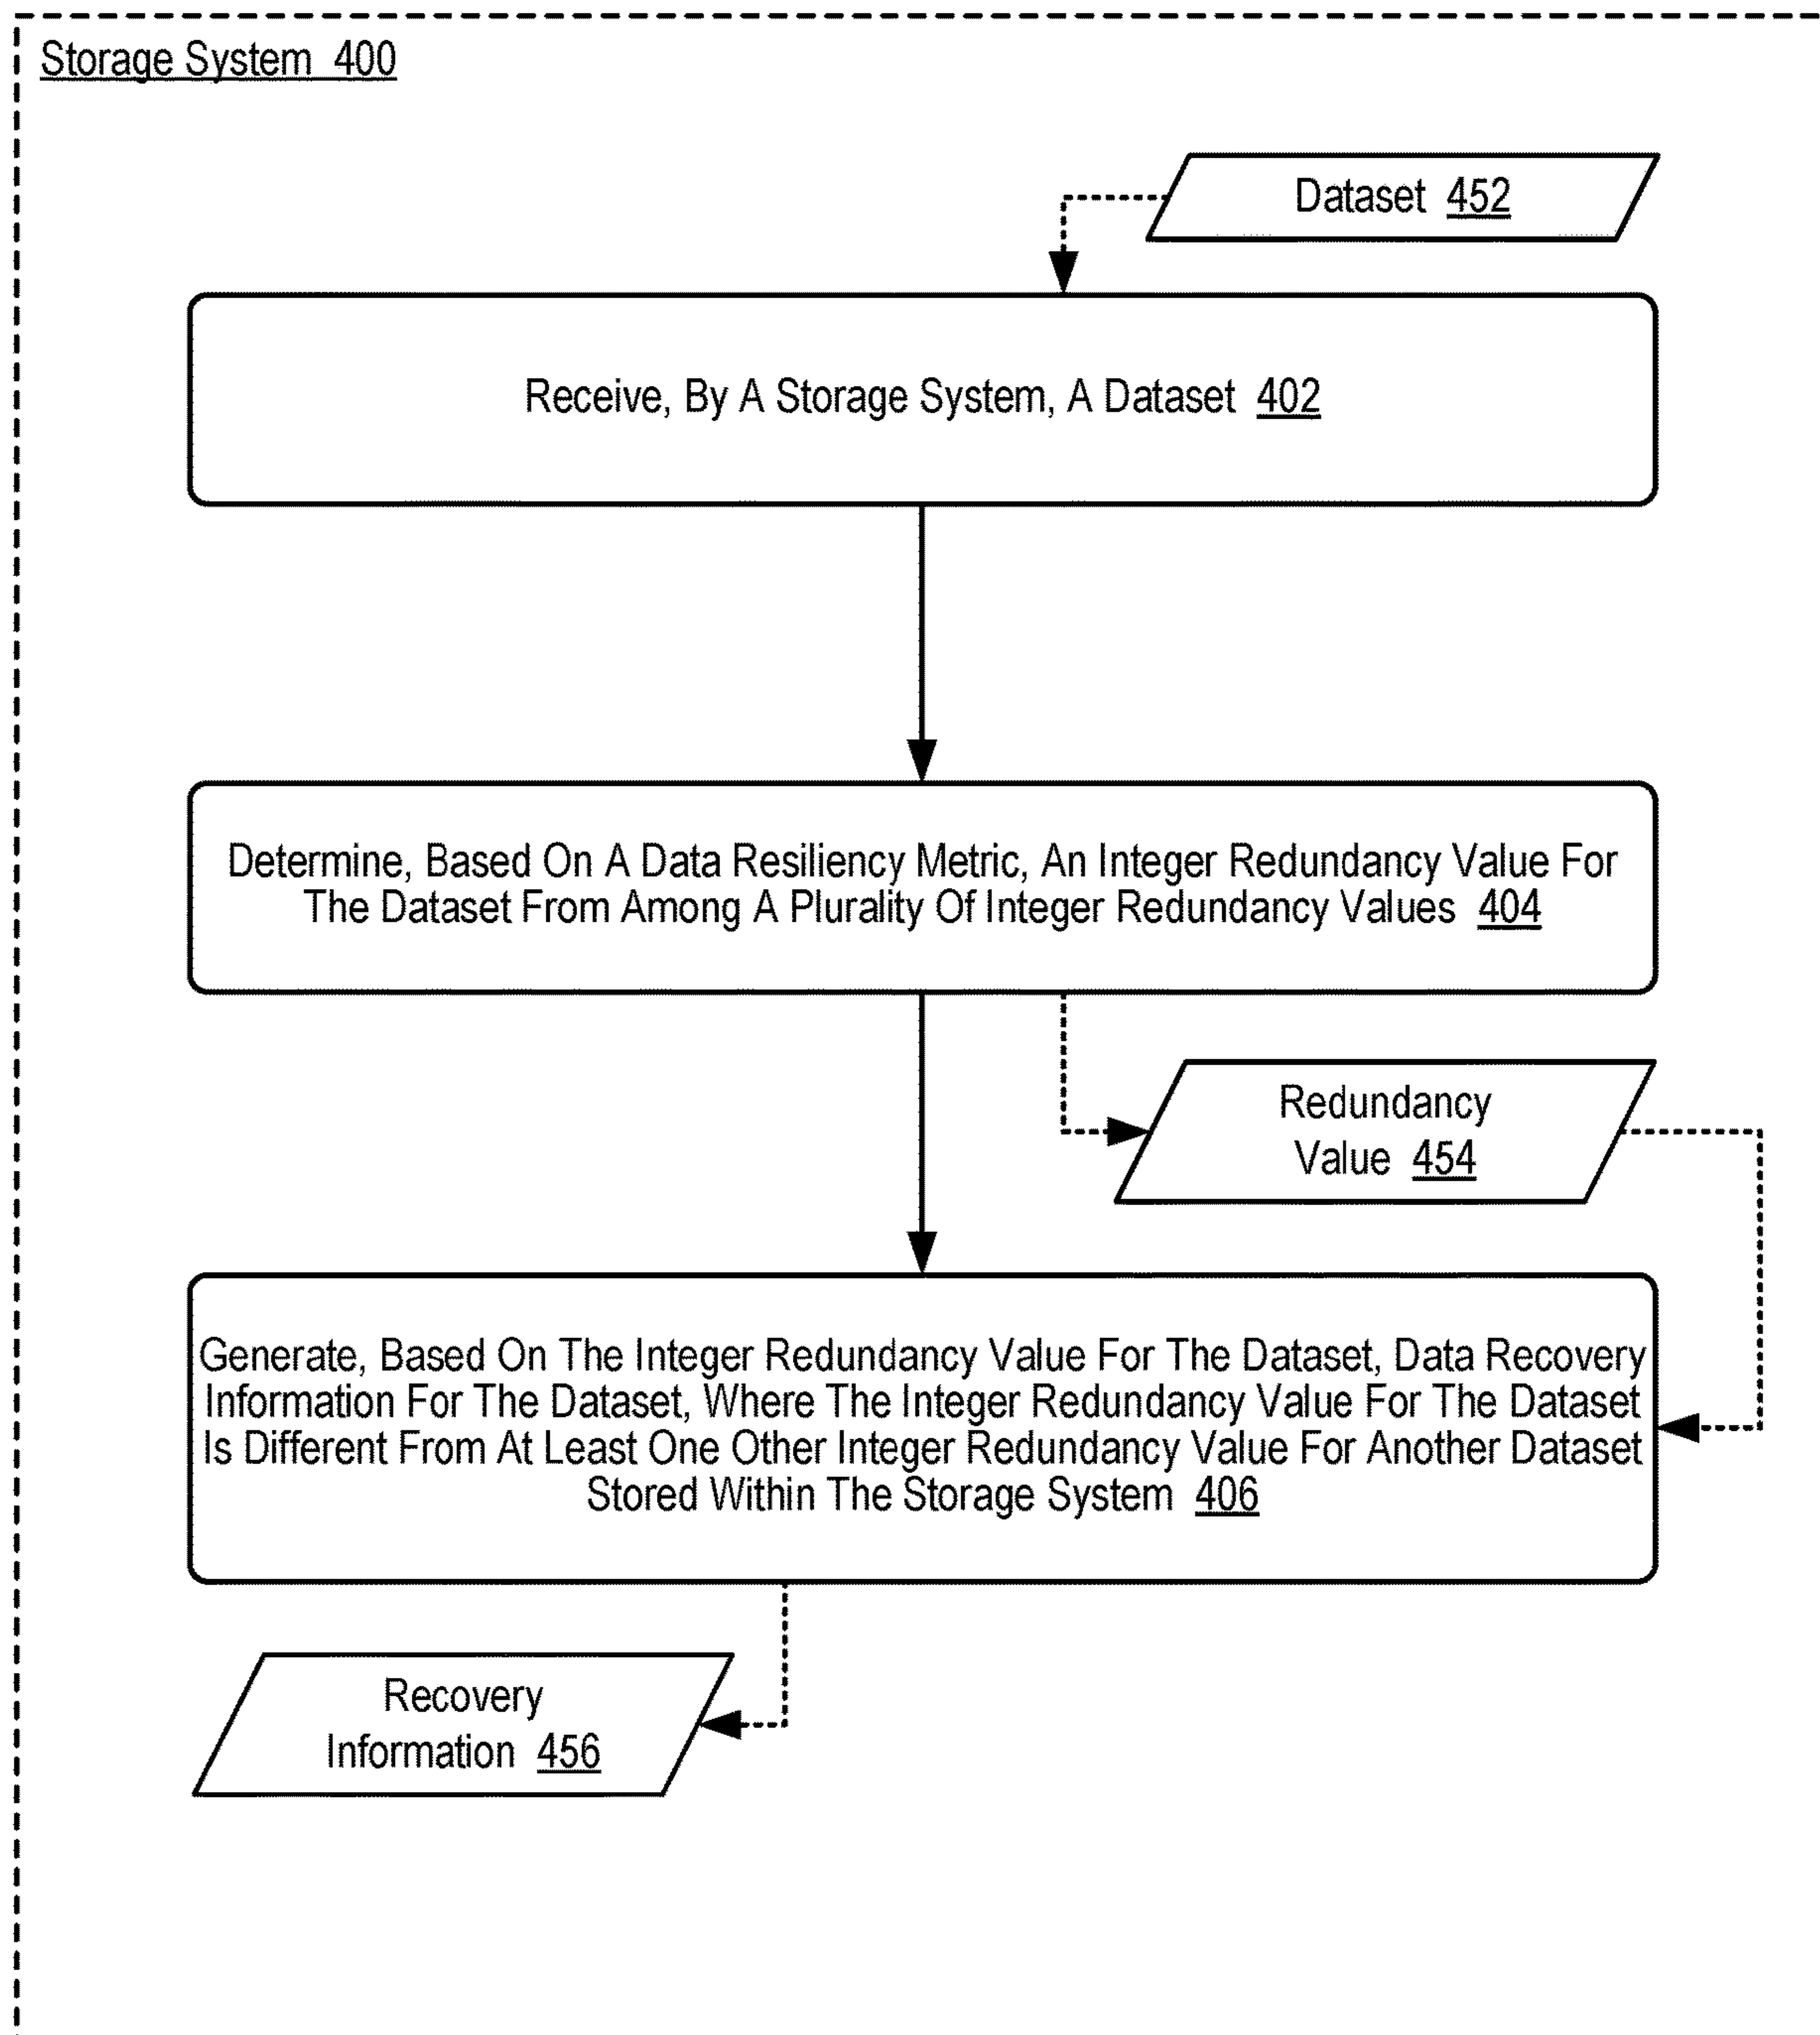 Storage System 400
Dataset 452
Receive, By A Storage System, A Dataset 402
Determine, Based On A Data Resiliency Metric, An Integer Redundancy Value For
The Dataset From Among A Plurality Of Integer Redundancy Values 404
Redundancy
Value 454
Generate, Based On The Integer Redundancy Value For The Dataset, Data Recovery
Information For The Dataset, Where The Integer Redundancy Value For The Dataset
Is Different From At Least One Other Integer Redundancy Value For Another Dataset
Stored Within The Storage System 406
Recovery
Information 456